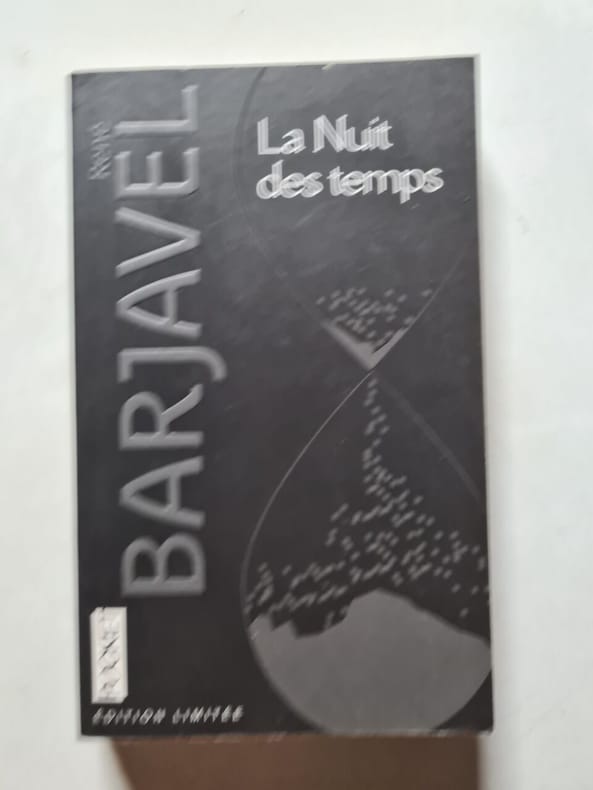 René
BARJAVEL
La Nuit
des temps
POCKET
ÉDITION LIMITÉE